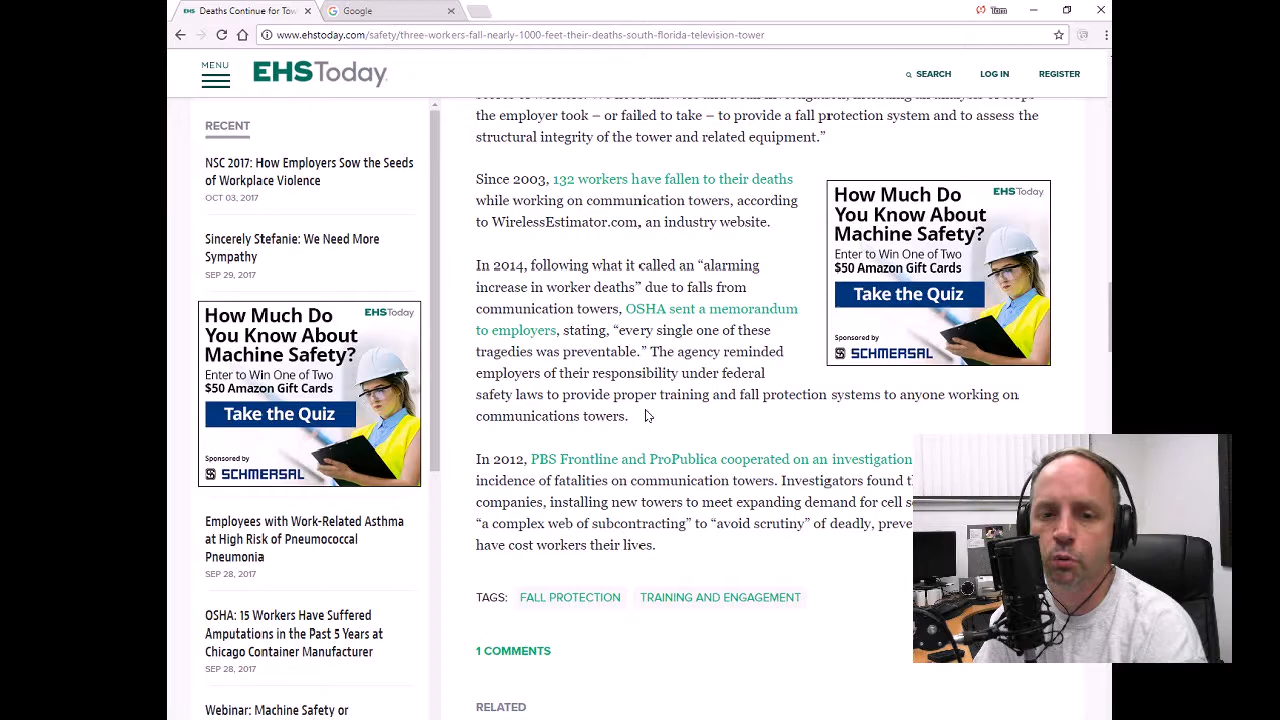 Deaths Continue for Tow
Google
Tom
www.ehstoday.com/safety/three-workers-fall-nearly-1000-feet-their-deaths-south-florida-television-tower
MENU
EHSToday
SEARCH
LOG IN
REGISTER
RECENT
NSC 2017: How Employers Sow the Seeds
of Workplace Violence
OCT 03, 2017
Sincerely Stefanie: We Need More
Sympathy
SEP 29, 2017
How Much Do
EHSToday
You Know About
Machine Safety?
Enter to Win One of Two
$50 Amazon Gift Cards
Take the Quiz
Sponsored by
SCHMERSAL
Employees with Work-Related Asthma
at High Risk of Pneumococcal
Pneumonia
SEP 28, 2017
OSHA: 15 Workers Have Suffered
Amputations in the Past 5 Years at
Chicago Container Manufacturer
SEP 28, 2017
Webinar: Machine Safety or
the employer took – or failed to take – to provide a fall protection system and to assess the
structural integrity of the tower and related equipment.”
Since 2003, 132 workers have fallen to their deaths
while working on communication towers, according
to WirelessEstimator.com, an industry website.
In 2014, following what it called an “alarming
increase in worker deaths” due to falls from
communication towers, OSHA sent a memorandum
to employers, stating, “every single one of these
tragedies was preventable.” The agency reminded
employers of their responsibility under federal
safety laws to provide proper training and fall protection systems to anyone working on
communications towers.
How Much Do
EHSToday
You Know About
Machine Safety?
Enter to Win One of Two
$50 Amazon Gift Cards
Take the Quiz
Sponsored by
SCHMERSAL
In 2012, PBS Frontline and ProPublica cooperated on an investigation
incidence of fatalities on communication towers. Investigators found
companies, installing new towers to meet expanding demand for cell
“a complex web of subcontracting” to “avoid scrutiny” of deadly,
have cost workers their lives.
TAGS:
FALL PROTECTION
TRAINING AND ENGAGEMENT
1 COMMENTS
RELATED